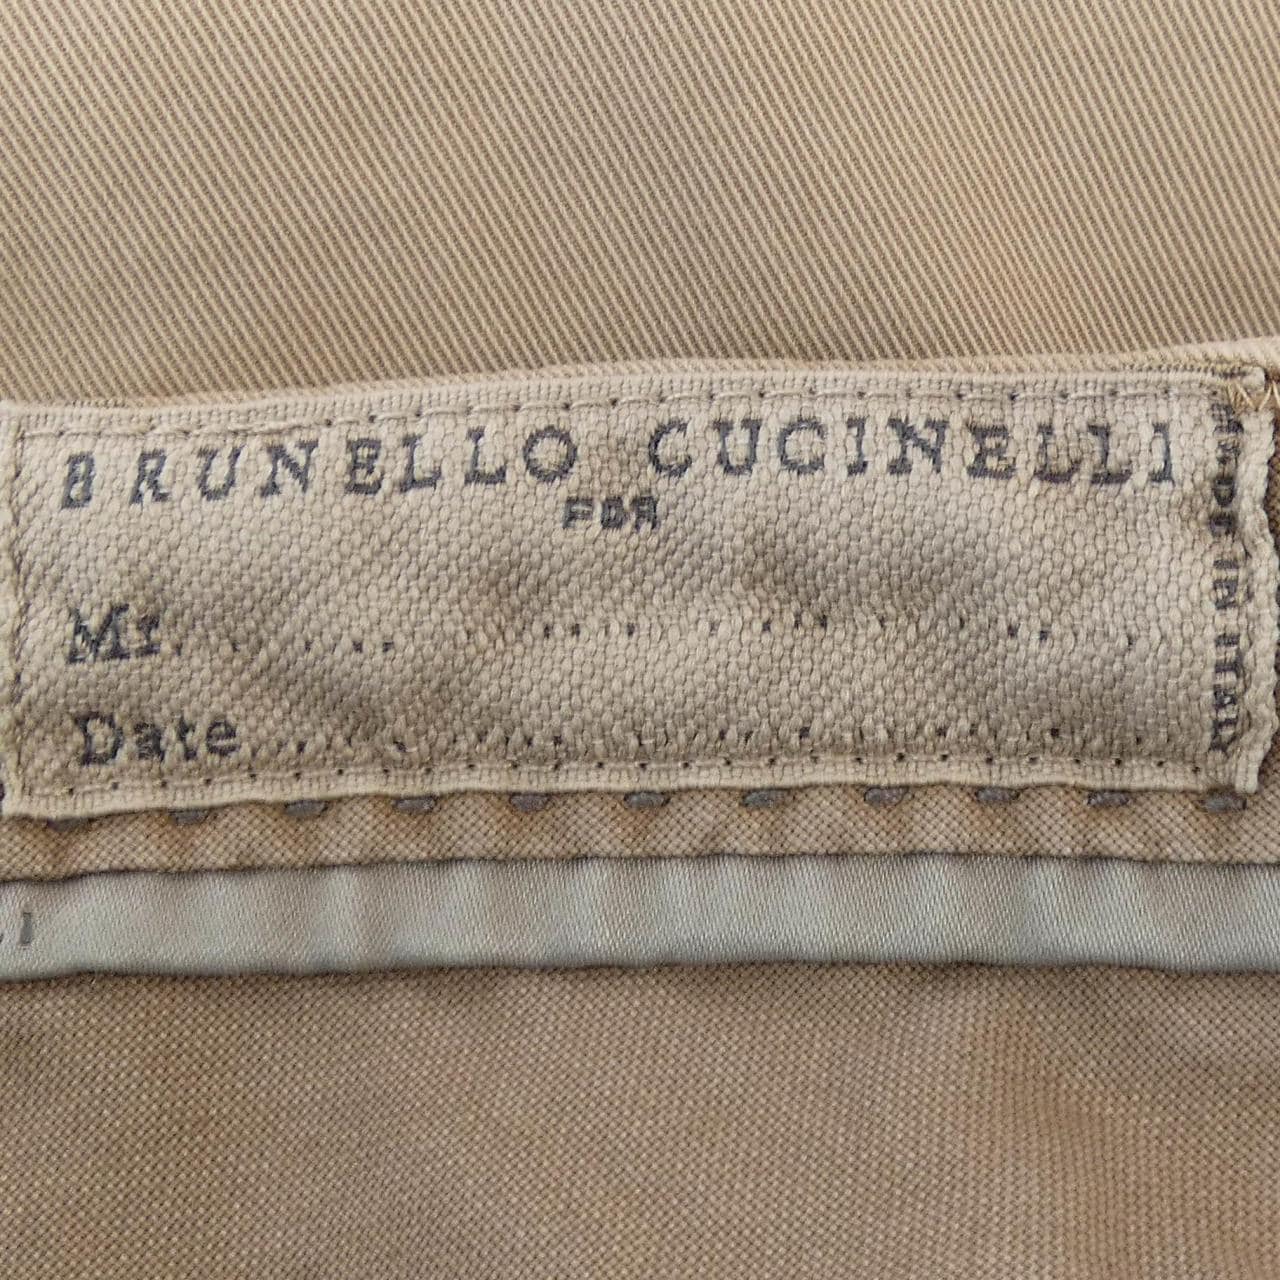 BRUNELLO CUCINELLI
FOR
Mr. ........................
Date ........................
MADE IN ITALY